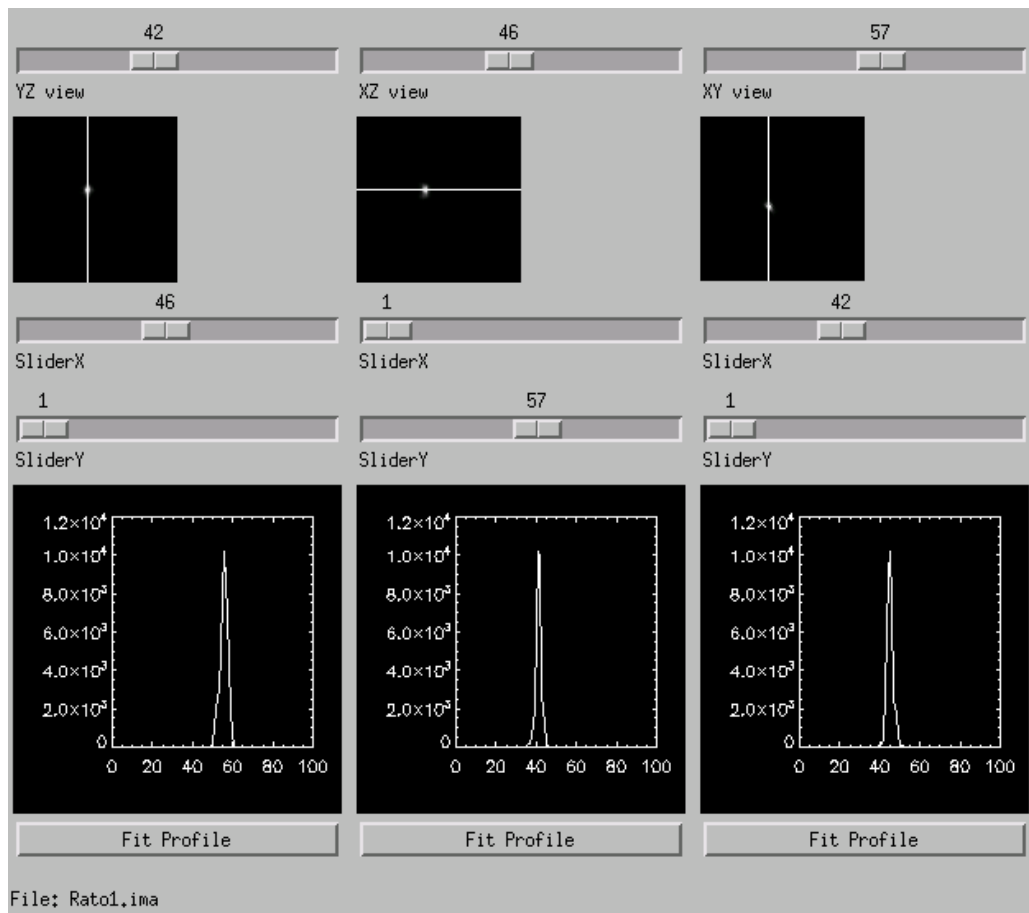 42 46 57
YZ view XZ view XY view
46 1 42
SliderX SliderX SliderX
1 57 1
SliderY SliderY SliderY
1.2×10⁴ 1.2×10⁴ 1.2×10⁴
1.0×10⁴ 1.0×10⁴ 1.0×10⁴
8.0×10³ 8.0×10³ 8.0×10³
6.0×10³ 6.0×10³ 6.0×10³
4.0×10³ 4.0×10³ 4.0×10³
2.0×10³ 2.0×10³ 2.0×10³
0 0 0
0 20 40 60 80 100 0 20 40 60 80 100 0 20 40 60 80 100
Fit Profile Fit Profile Fit Profile
File: Rato1.ima